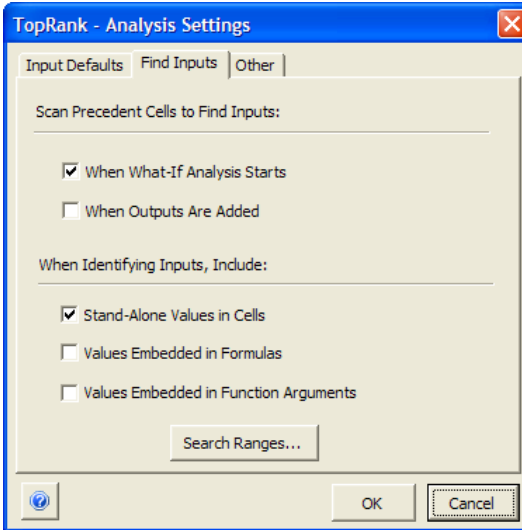 TopRank - Analysis Settings
Input Defaults Find Inputs Other
Scan Precedent Cells to Find Inputs:
When What-If Analysis Starts
When Outputs Are Added
When Identifying Inputs, Include:
Stand-Alone Values in Cells
Values Embedded in Formulas
Values Embedded in Function Arguments
Search Ranges...
? OK Cancel